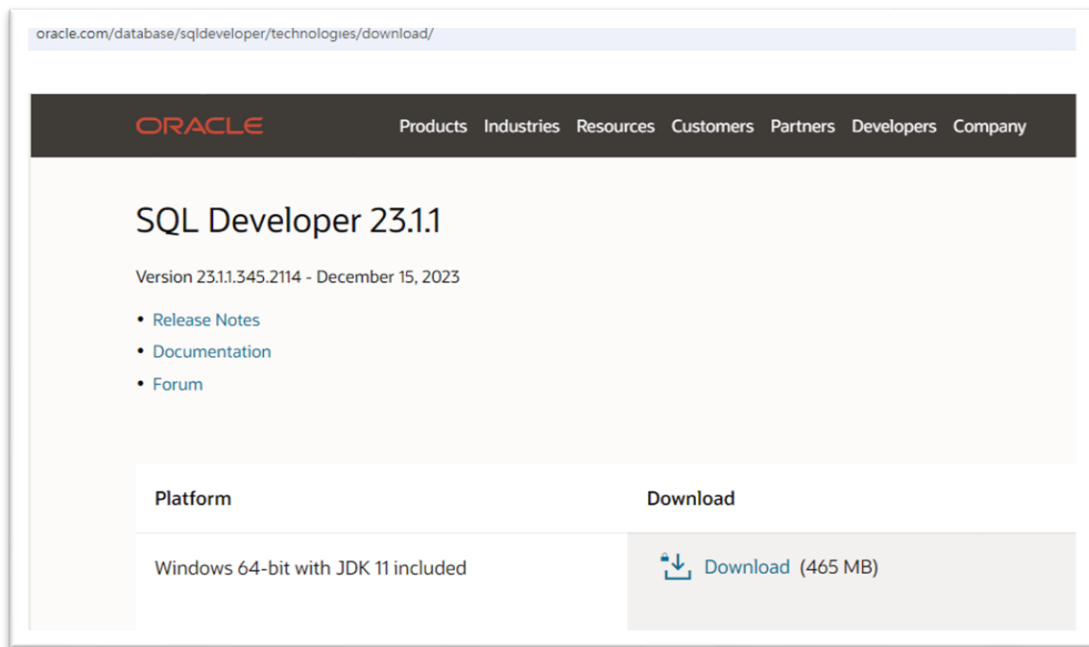 oracle.com/database/sqldeveloper/technologies/download/
ORACLE Products Industries Resources Customers Partners Developers Company
SQL Developer 23.1.1
Version 23.1.1.345.2114 - December 15, 2023
• Release Notes
• Documentation
• Forum
Platform Download
Windows 64-bit with JDK 11 included Download (465 MB)